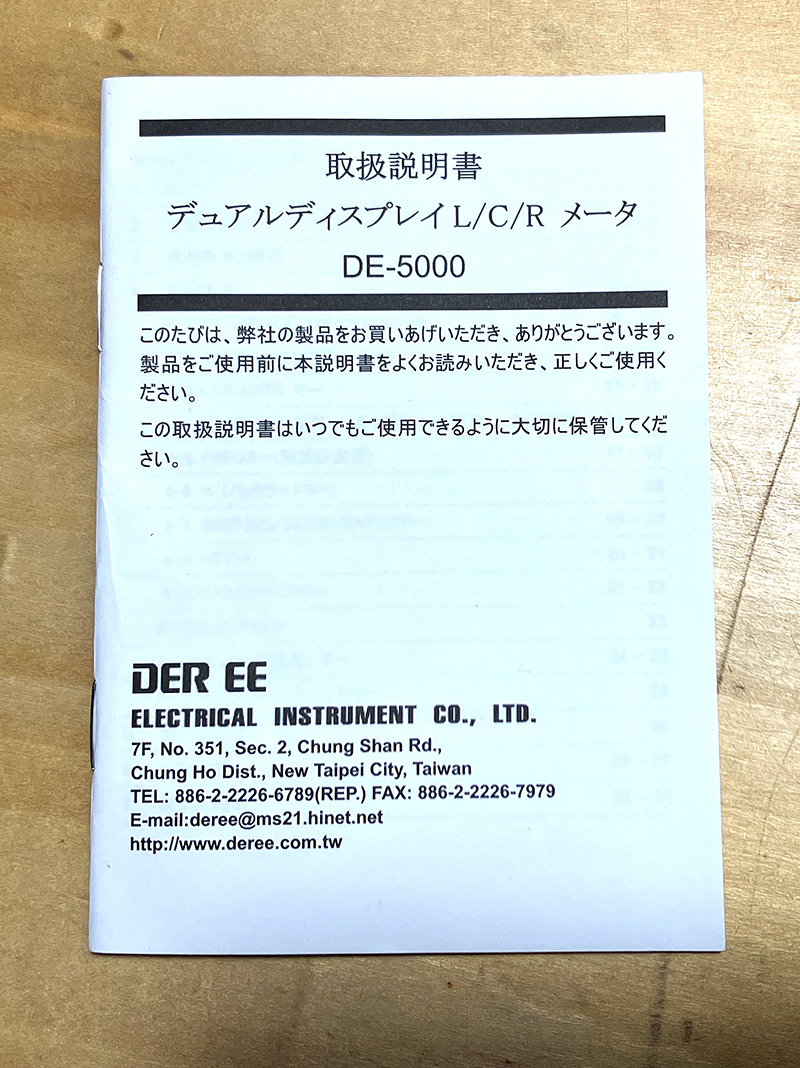 取扱説明書
デュアルディスプレイL/C/R メータ
DE-5000
このたびは、弊社の製品をお買いあげいただき、ありがとうございます。
製品をご使用前に本説明書をよくお読みいただき、正しくご使用く
ださい。
この取扱説明書はいつでもご使用できるように大切に保管してくだ
さい。
DER EE
ELECTRICAL INSTRUMENT CO., LTD.
7F, No. 351, Sec. 2, Chung Shan Rd.,
Chung Ho Dist., New Taipei City, Taiwan
TEL: 886-2-2226-6789(REP.) FAX: 886-2-2226-7979
E-mail:deree@ms21.hinet.net
http://www.deree.com.tw